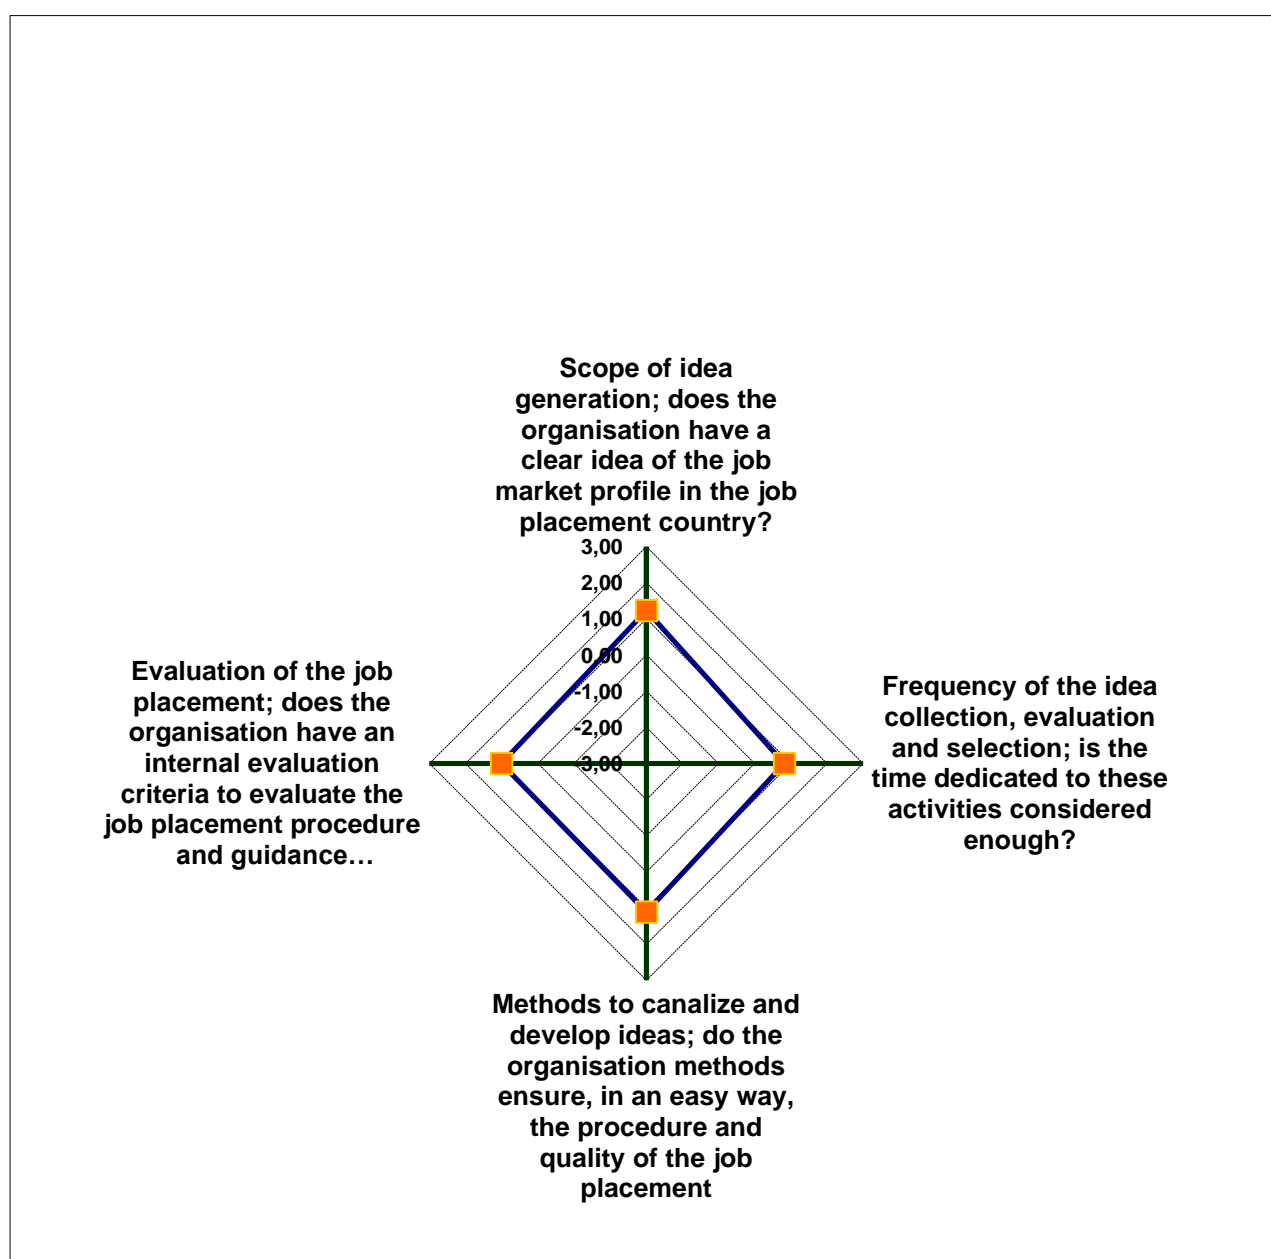 Scope of idea
generation; does the
organisation have a
clear idea of the job
market profile in the job
placement country?
3,00
2,00
1,00
0,00
-1,00
-2,00
-3,00
Evaluation of the job
placement; does the
organisation have an
internal evaluation
criteria to evaluate the
job placement procedure
and guidance…
Frequency of the idea
collection, evaluation
and selection; is the
time dedicated to these
activities considered
enough?
Methods to canalize and
develop ideas; do the
organisation methods
ensure, in an easy way,
the procedure and
quality of the job
placement